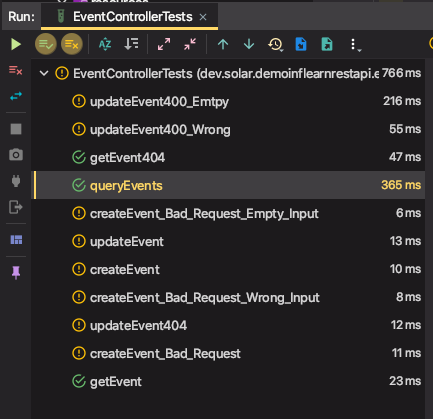 Run: EventControllerTests ×
EventControllerTests (dev.solar.demoinflearnrestapi.e 766 ms
updateEvent400_Emtpy 216 ms
updateEvent400_Wrong 55 ms
getEvent404 47 ms
queryEvents 365 ms
createEvent_Bad_Request_Empty_Input 6 ms
updateEvent 13 ms
createEvent 10 ms
createEvent_Bad_Request_Wrong_Input 8 ms
updateEvent404 12 ms
createEvent_Bad_Request 11 ms
getEvent 23 ms